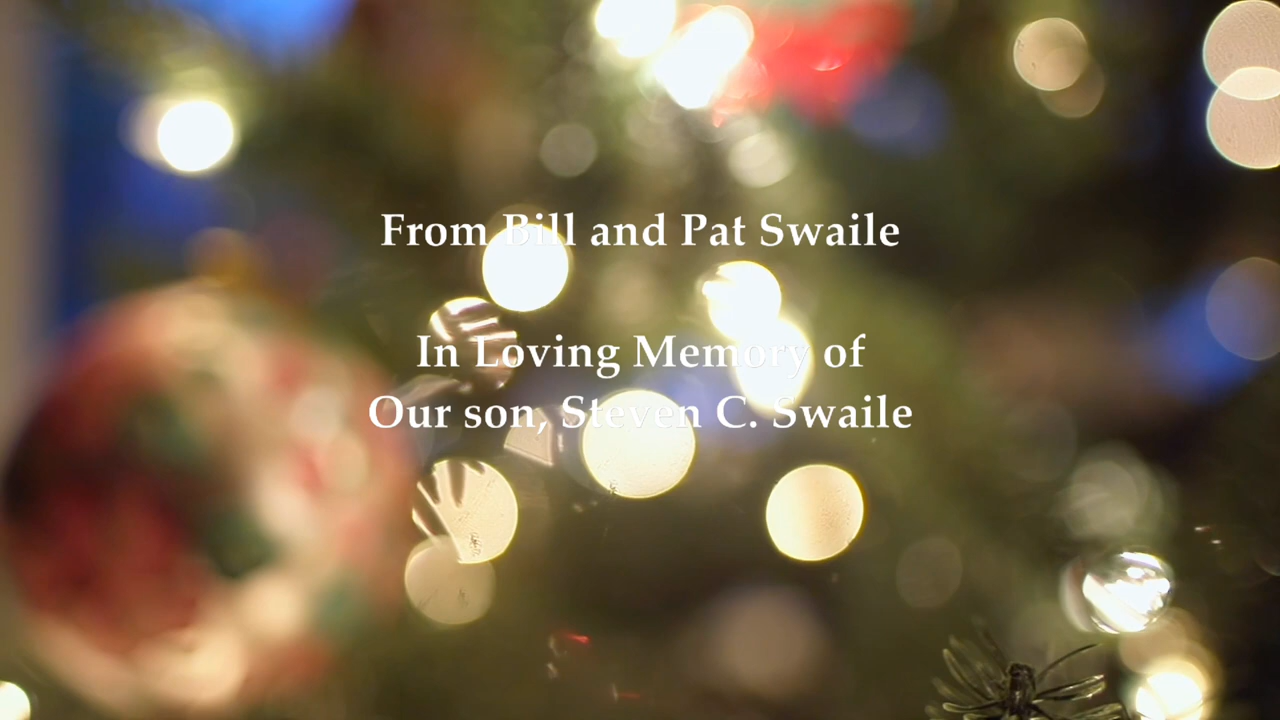 From Bill and Pat Swaile
In Loving Memory of
Our son, Steven C. Swaile